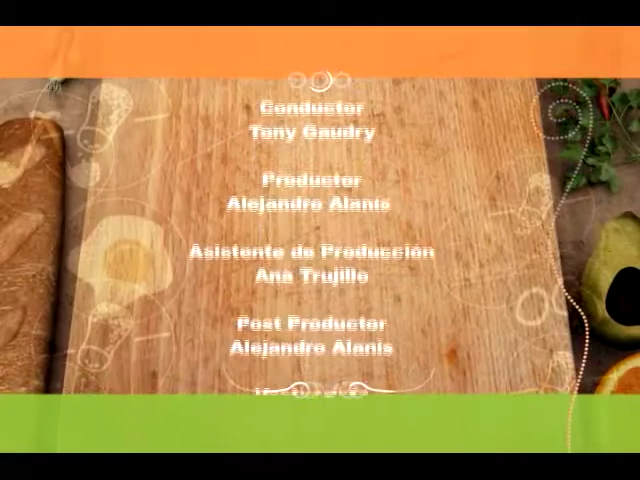 Conductor
Tony Gaudry
Productor
Alejandro Alanis
Asistente de Producción
Ana Trujillo
Post Productor
Alejandro Alanis